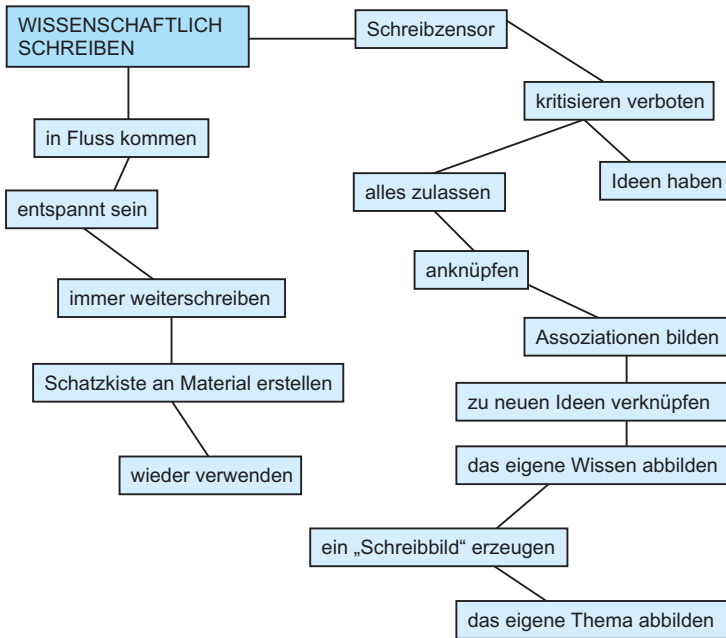 WISSENSCHAFTLICH
SCHREIBEN
Schreibzensor
kritisieren verboten
in Fluss kommen
Ideen haben
alles zulassen
entspannt sein
anknüpfen
immer weiterschreiben
Assoziationen bilden
Schatzkiste an Material erstellen
zu neuen Ideen verknüpfen
das eigene Wissen abbilden
wieder verwenden
ein „Schreibbild“ erzeugen
das eigene Thema abbilden